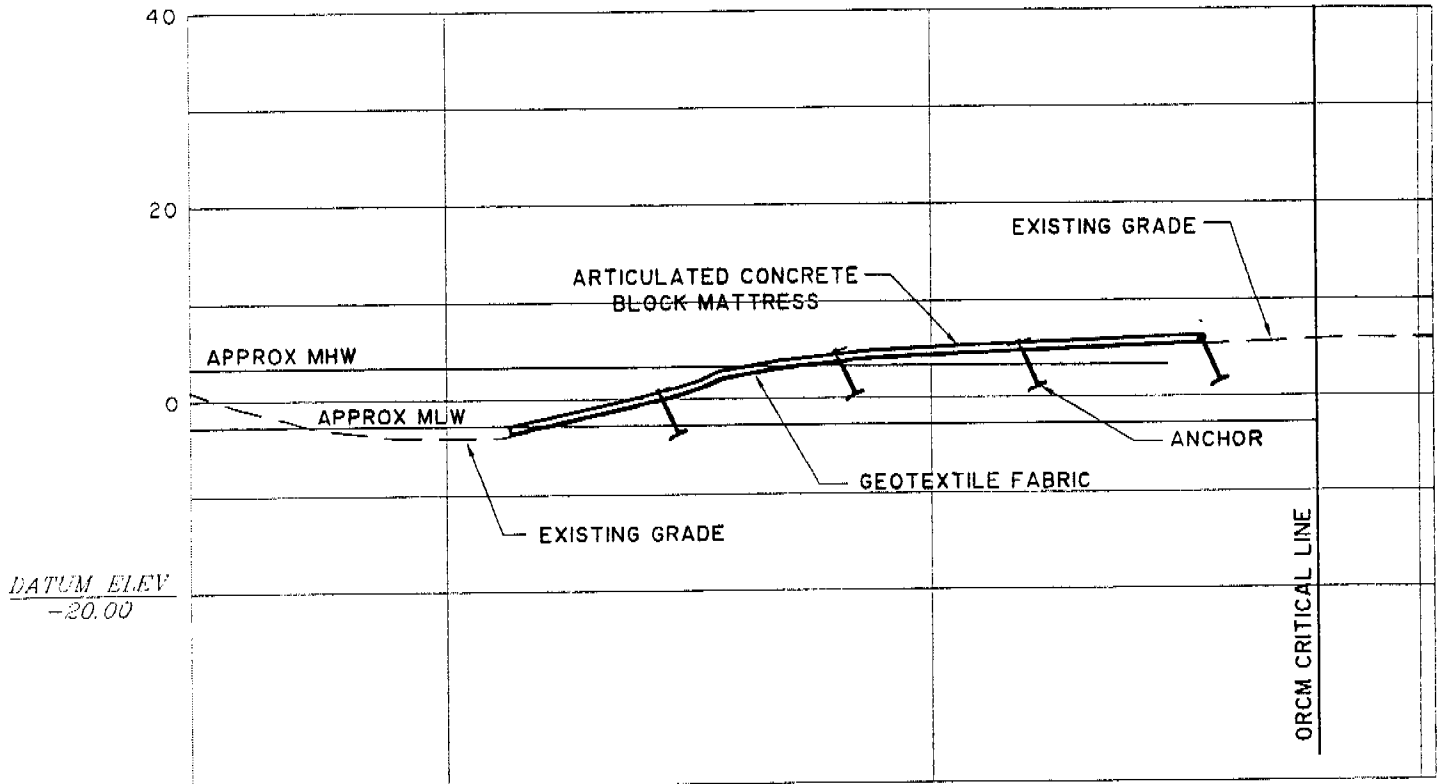 40
20
EXISTING GRADE
ARTICULATED CONCRETE
BLOCK MATTRESS
APPROX MHW
0
APPROX MLW
ANCHOR
GEOTEXTILE FABRIC
EXISTING GRADE
DATUM ELEV
-20.00
ORCM CRITICAL LINE